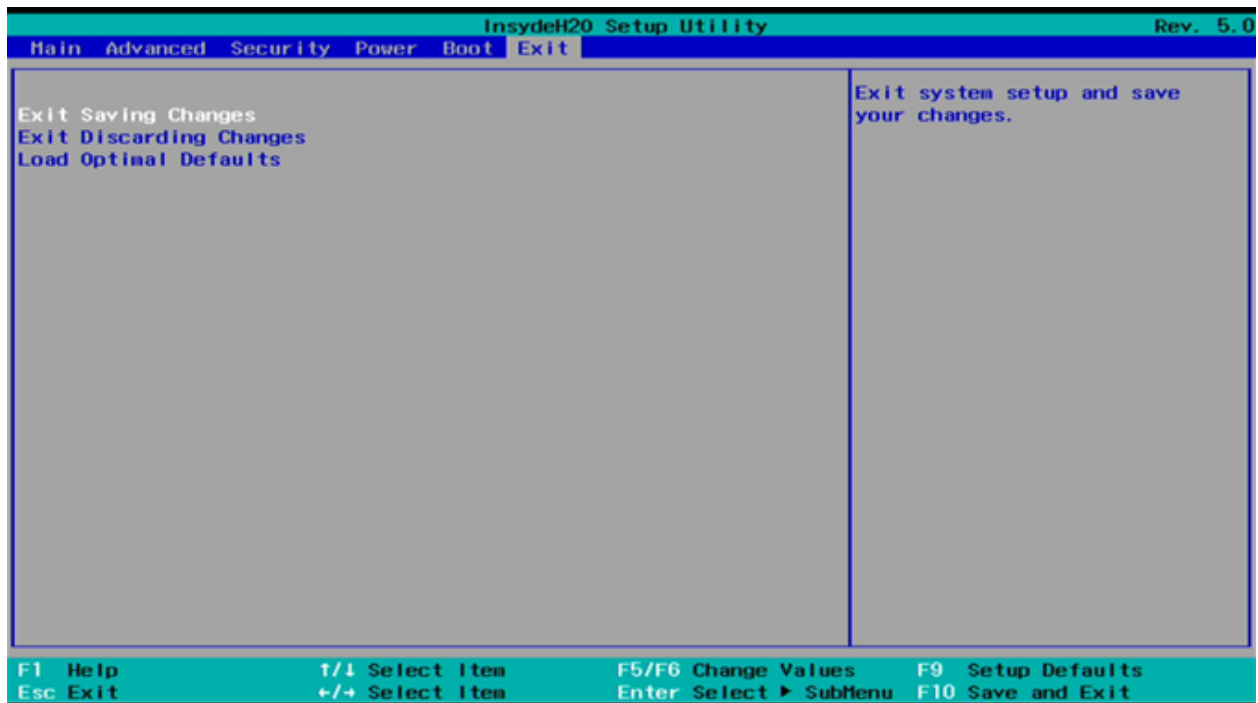 InsydeH20 Setup Utility Rev. 5.0
Main Advanced Security Power Boot Exit
Exit Saving Changes
Exit Discarding Changes
Load Optimal Defaults
Exit system setup and save
your changes.
F1 Help ↑/↓ Select Item F5/F6 Change Values F9 Setup Defaults
Esc Exit ←/→ Select Item Enter Select ▶ SubMenu F10 Save and Exit